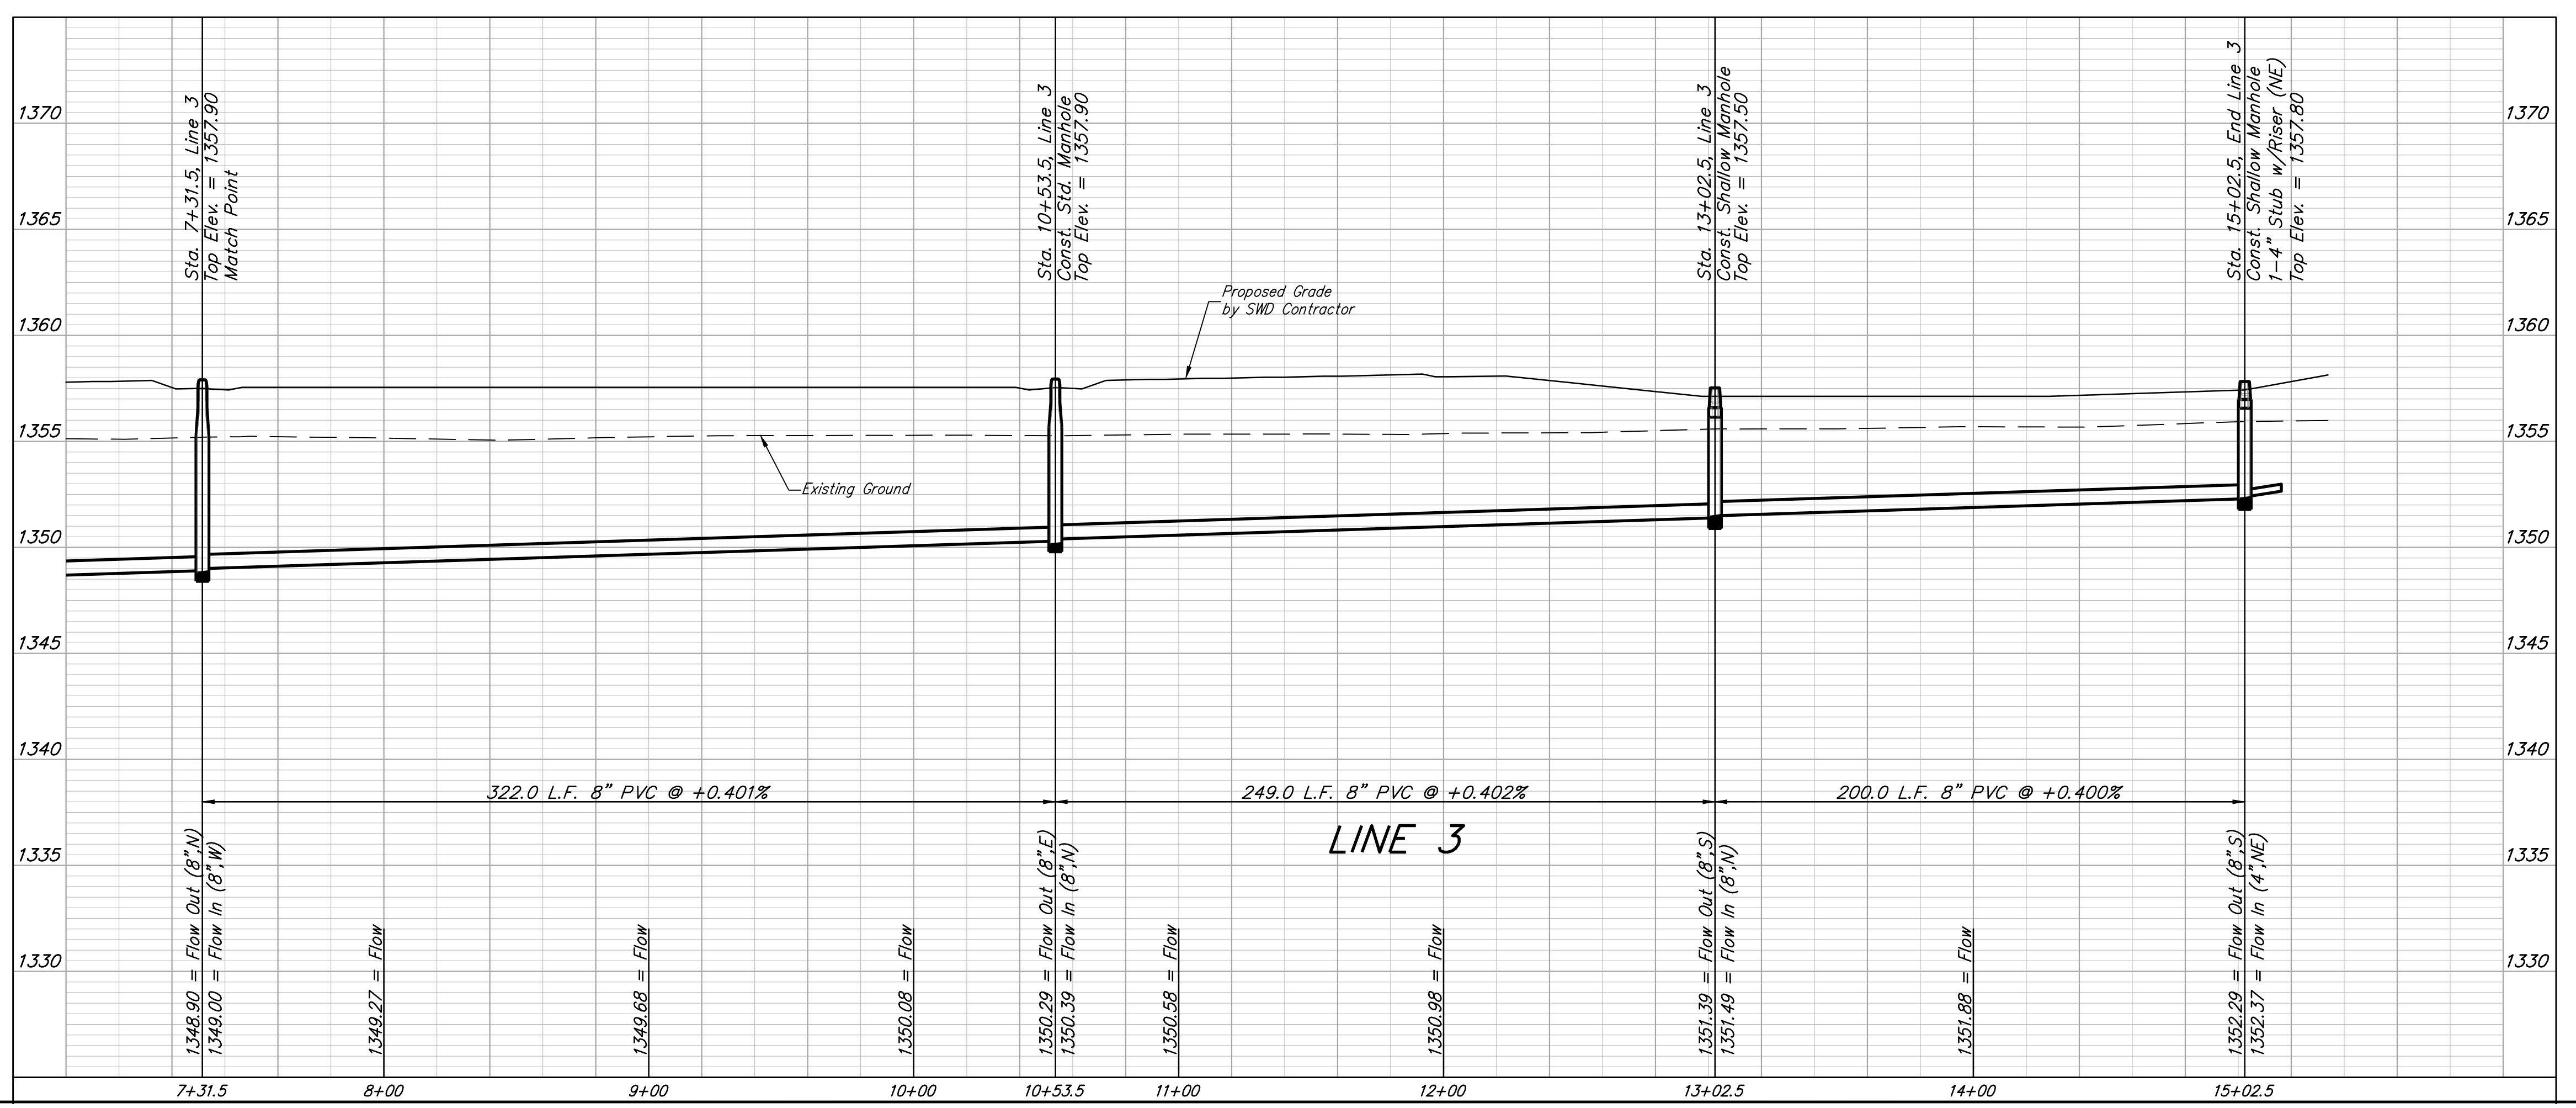 Sta. 7+31.5, Line 3
Top Elev. = 1357.90
Match Point
Sta. 10+53.5, Line 3
Const. Std. Manhole
Top Elev. = 1357.90
Sta. 13+02.5, Line 3
Const. Shallow Manhole
Top Elev. = 1357.50
Sta. 15+02.5, End Line 3
Const. Shallow Manhole
1-4" Stub w/Riser (NE)
Top Elev. = 1357.80
1370
1370
1365
1365
1360
1360
1355
1355
1350
1350
1345
1345
1340
1340
1335
1335
1330
1330
Proposed Grade
by SWD Contractor
Existing Ground
322.0 L.F. 8" PVC @ +0.401%
249.0 L.F. 8" PVC @ +0.402%
200.0 L.F. 8" PVC @ +0.400%
LINE 3
1348.90 = Flow Out (8",N)
1349.00 = Flow In (8",W)
1349.27 = Flow
1349.68 = Flow
1350.08 = Flow
1350.29 = Flow Out (8",E)
1350.39 = Flow In (8",N)
1350.58 = Flow
1350.98 = Flow
1351.39 = Flow Out (8",S)
1351.49 = Flow In (8",N)
1351.88 = Flow
1352.29 = Flow Out (8",S)
1352.37 = Flow In (4",NE)
7+31.5
8+00
9+00
10+00
10+53.5
11+00
12+00
13+02.5
14+00
15+02.5